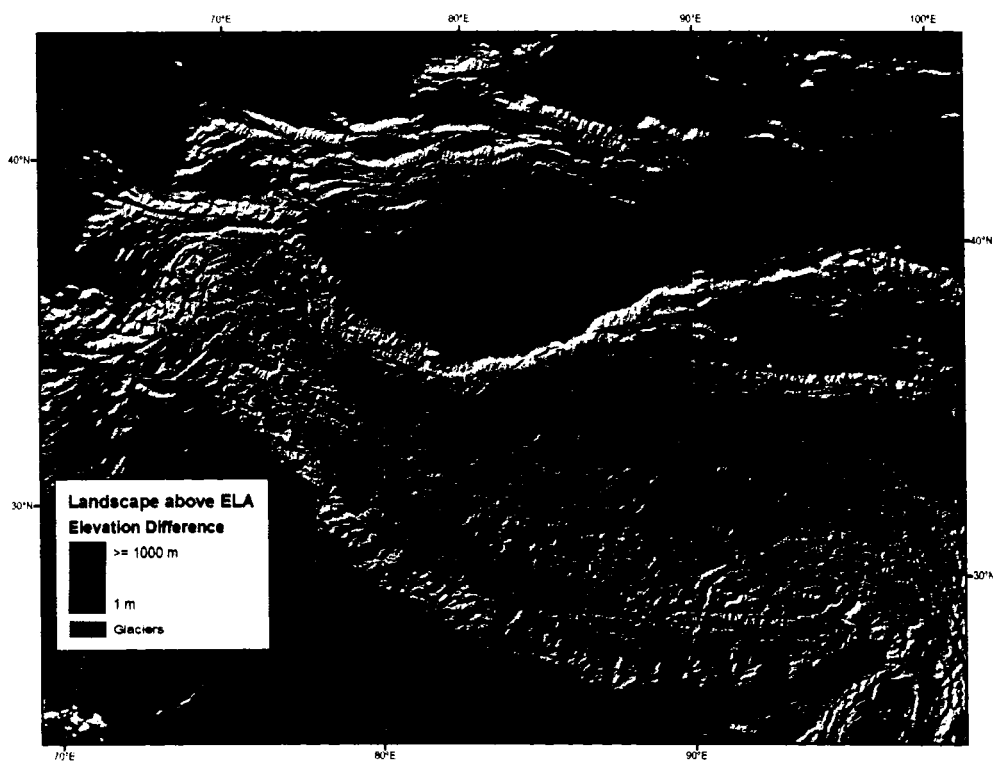 70°E 80°E 90°E 100°E
40°N
40°N
30°N
30°N
Landscape above ELA
Elevation Difference
>= 1000 m
1 m
Glaciers
70°E 80°E 90°E